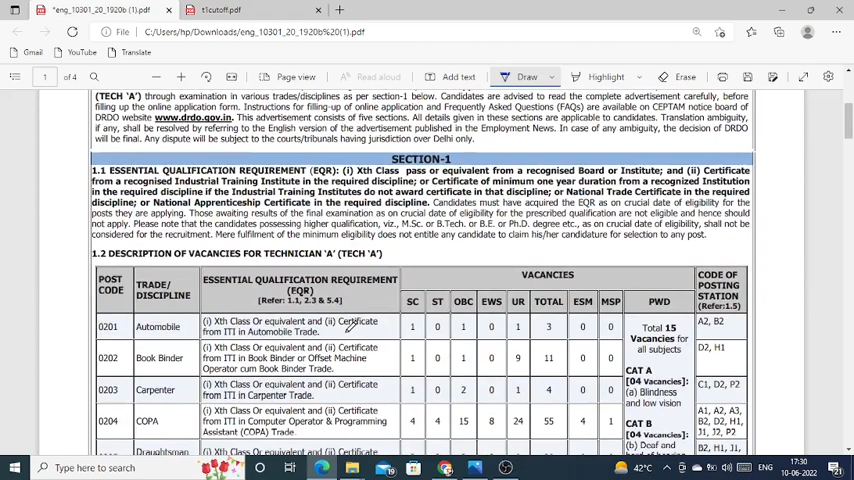 *eng_10301_20_1920b (1).pdf
t1cutoff.pdf
File
C:/Users/hp/Downloads/eng_10301_20_1920b%20(1).pdf
Gmail
YouTube
Translate
1
of 4
Page view
Read aloud
Add text
Draw
Highlight
Erase
(TECH 'A') through examination in various trades/disciplines as per section-1 below. Candidates are advised to read the complete advertisement carefully, before
filling up the online application form. Instructions for filling-up of online application and Frequently Asked Questions (FAQs) are available on CEPTAM notice board of
DRDO website www.drdo.gov.in. This advertisement consists of five sections. All details given in these sections are applicable to candidates. Translation ambiguity,
if any, shall be resolved by referring to the English version of the advertisement published in the Employment News. In case of any ambiguity, the decision of DRDO
will be final. Any dispute will be subject to the courts/tribunals having jurisdiction over Delhi only.
SECTION-1
1.1 ESSENTIAL QUALIFICATION REQUIREMENT (EQR): (i) Xth Class pass or equivalent from a recognised Board or Institute; and (ii) Certificate
from a recognised Industrial Training Institute in the required discipline; or Certificate of minimum one year duration from a recognized Institution
in the required discipline if the Industrial Training Institutes do not award certificate in that discipline; or National Trade Certificate in the required
discipline; or National Apprenticeship Certificate in the required discipline. Candidates must have acquired the EQR as on crucial date of eligibility for the
posts they are applying. Those awaiting results of the final examination as on crucial date of eligibility for the prescribed qualification are not eligible and hence should
not apply. Please note that the candidates possessing higher qualification, viz., M.Sc. or B.Tech. or B.E. or Ph.D. degree etc., as on crucial date of eligibility, shall not be
considered for the recruitment. Mere fulfilment of the minimum eligibility does not entitle any candidate to claim his/her candidature for selection to any post.
1.2 DESCRIPTION OF VACANCIES FOR TECHNICIAN 'A' (TECH 'A')
POST CODE
TRADE/ DISCIPLINE
ESSENTIAL QUALIFICATION REQUIREMENT
(EQR)
[Refer: 1.1, 2.3 & 5.4]
VACANCIES
SC ST OBC EWS UR TOTAL ESM MSP
PWD
CODE OF
POSTING
STATION
(Refer:1.5)
0201 Automobile
(i) Xth Class Or equivalent and (ii) Certificate
from ITI in Automobile Trade.
1 0 1 0 1 3 0 0
A2, B2
0202 Book Binder
(i) Xth Class Or equivalent and (ii) Certificate
from ITI in Book Binder or Offset Machine
Operator cum Book Binder Trade.
1 0 1 0 9 11 0 0
D2, H1
0203 Carpenter
(i) Xth Class Or equivalent and (ii) Certificate
from ITI in Carpenter Trade.
1 0 2 0 1 4 0 0
C1, D2, P2
0204 COPA
(i) Xth Class Or equivalent and (ii) Certificate
from ITI in Computer Operator & Programming
Assistant (COPA) Trade.
4 4 15 8 24 55 4 1
A1, A2, A3,
B2, D2, H1,
J1, J2, P2
Total 15
Vacancies for
all subjects
CAT A
[04 Vacancies]:
(a) Blindness
and low vision
CAT B
[04 Vacancies]:
(b) Deaf and
Draughtsman
(i) Xth Class Or equivalent and (ii) Certificate
B2, H1, J1,
Type here to search
19
42°C
ENG
17:30
10-06-2022
21